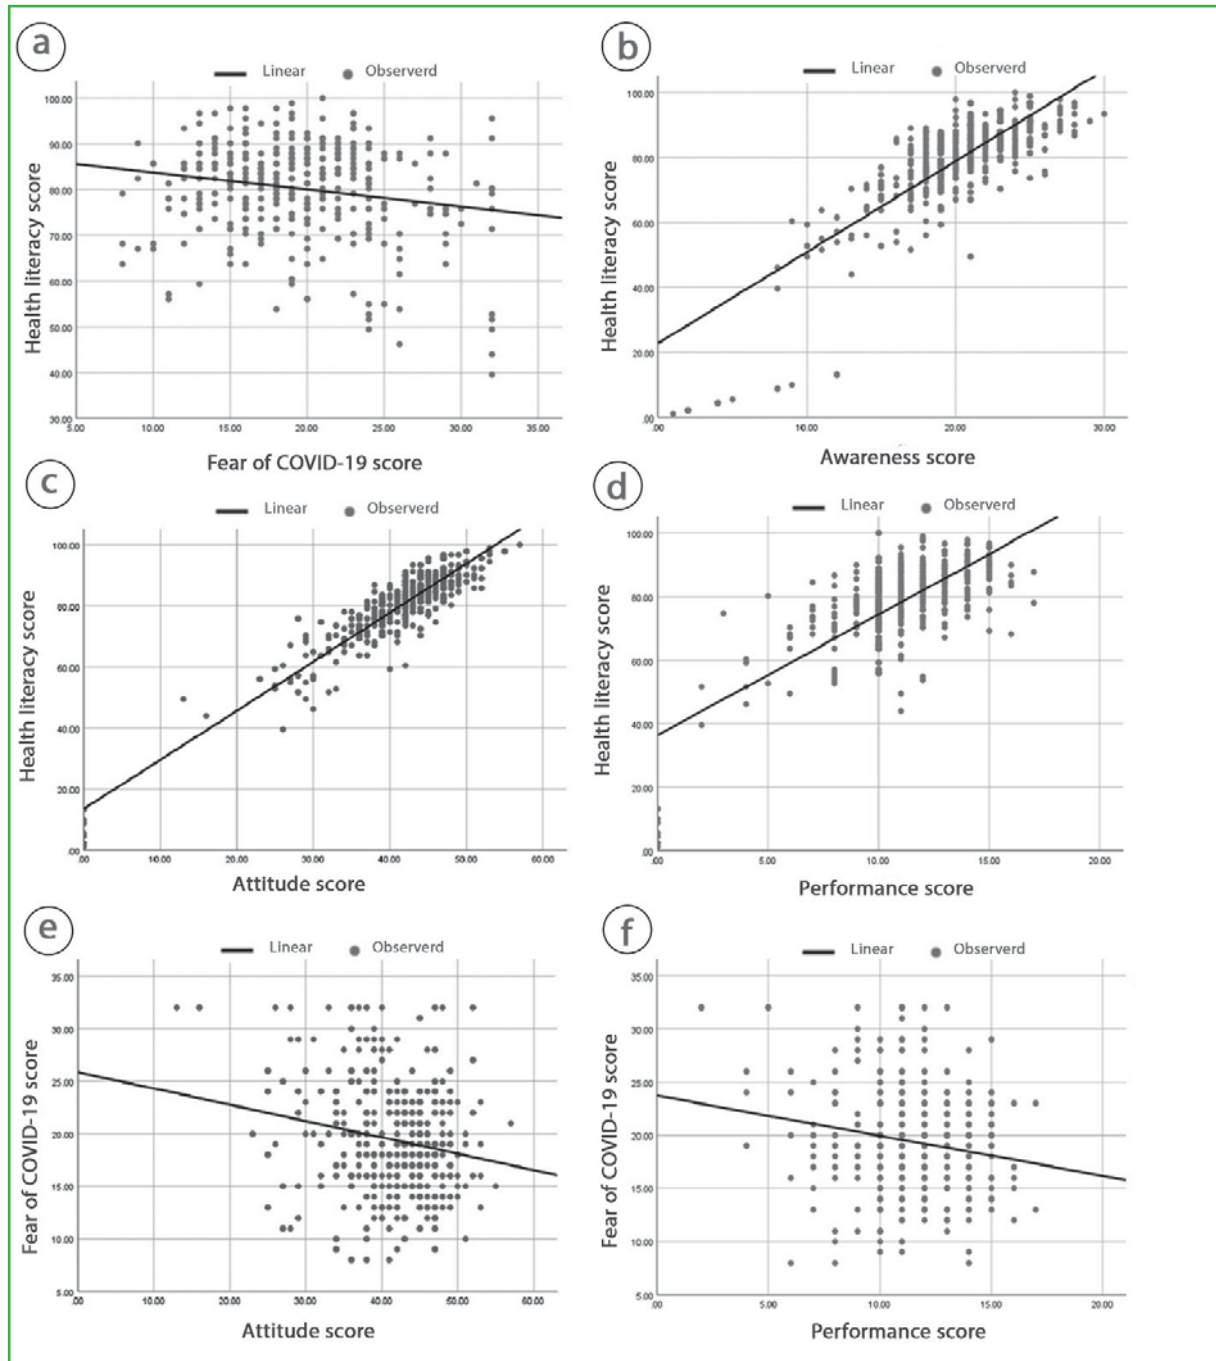 a
Linear Observerd
100.00
90.00
80.00
70.00
60.00
50.00
40.00
30.00
5.00 10.00 15.00 20.00 25.00 30.00 35.00
Health literacy score
Fear of COVID-19 score
b
Linear Observerd
100.00
80.00
60.00
40.00
20.00
.00
.00 10.00 20.00 30.00
Health literacy score
Awareness score
c
Linear Observerd
100.00
80.00
60.00
40.00
20.00
.00
.00 10.00 20.00 30.00 40.00 50.00 60.00
Health literacy score
Attitude score
d
Linear Observerd
100.00
80.00
60.00
40.00
20.00
.00
.00 5.00 10.00 15.00 20.00
Health literacy score
Performance score
e
Linear Observerd
35.00
30.00
25.00
20.00
15.00
10.00
5.00
.00 10.00 20.00 30.00 40.00 50.00 60.00
Fear of COVID-19 score
Attitude score
f
Linear Observerd
35.00
30.00
25.00
20.00
15.00
10.00
5.00
.00 5.00 10.00 15.00 20.00
Fear of COVID-19 score
Performance score